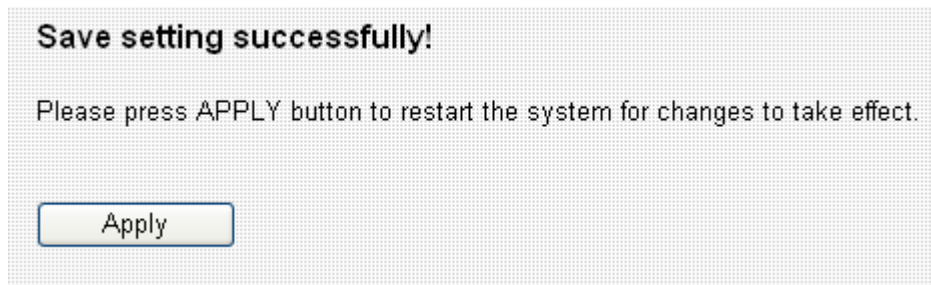 Save setting successfully!
Please press APPLY button to restart the system for changes to take effect.
Apply